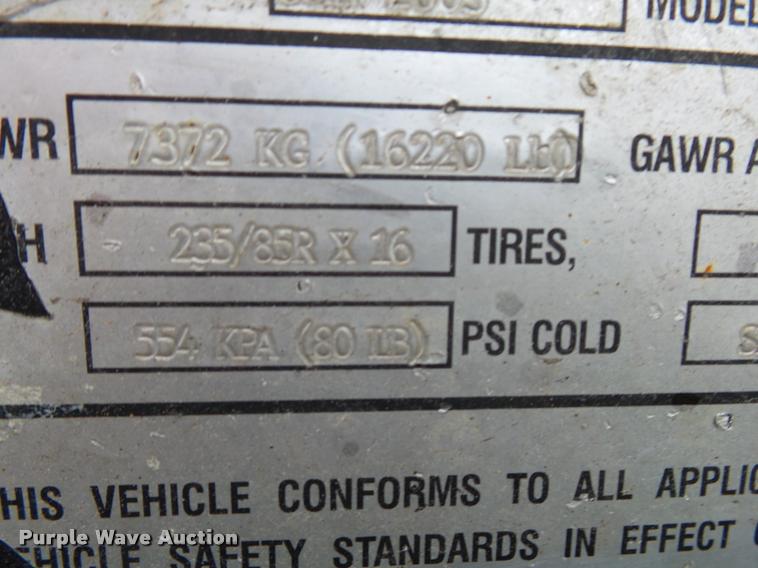 MODEL
WR 7372 KG (16220 Lb) GAWR A
H 235/85R X 16 TIRES,
554 KPA (80 LB) PSI COLD S
HIS VEHICLE CONFORMS TO ALL APPLIC
VEHICLE SAFETY STANDARDS IN EFFECT
Purple Wave Auction